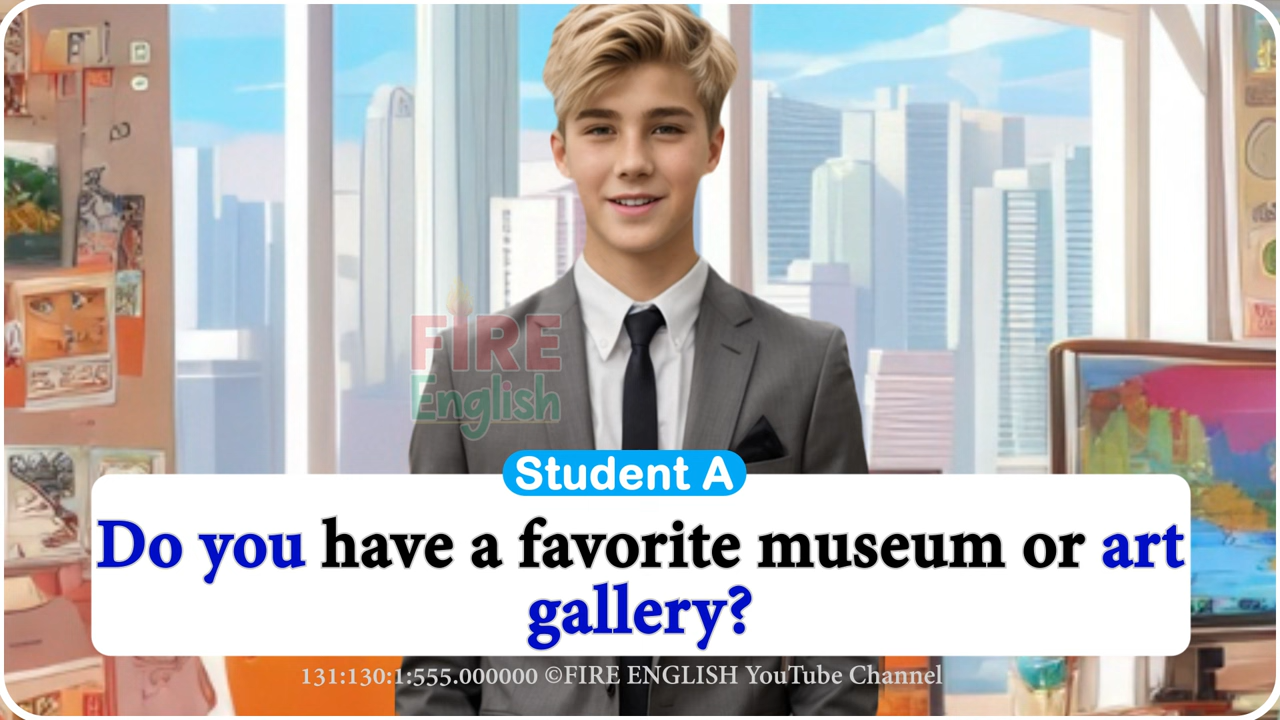 FIRE
English
Student A
Do you have a favorite museum or art
gallery?
131:130:1:555.000000 ©FIRE ENGLISH YouTube Channel